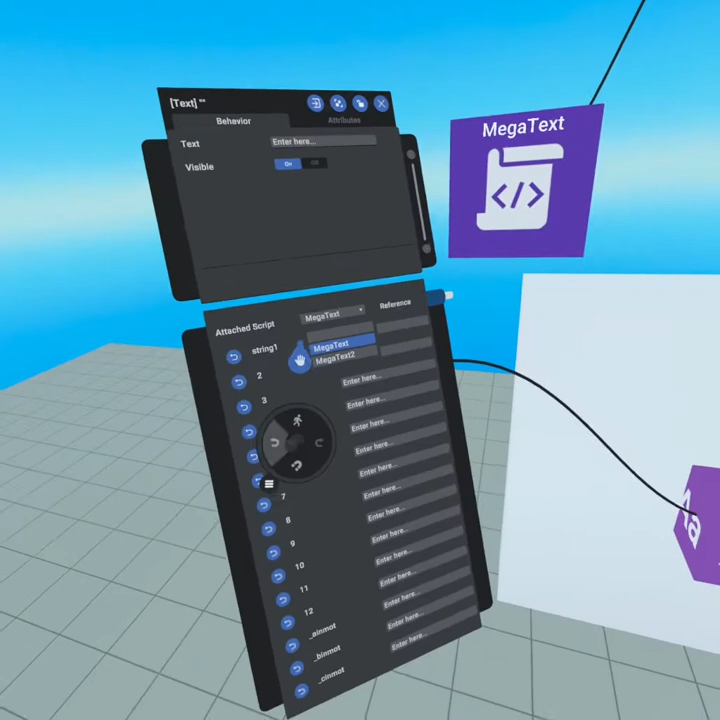 [Text] ""
Behavior
Attributes
Text
Enter here...
Visible
On
Off
MegaText
</>
Attached Script
MegaText
Reference
string1
MegaText
MegaText2
2
Enter here...
3
Enter here...
Enter here...
Enter here...
Enter here...
7
Enter here...
8
Enter here...
9
Enter here...
10
Enter here...
11
Enter here...
12
Enter here...
_ainmot
Enter here...
_binmot
Enter here...
_cinmot